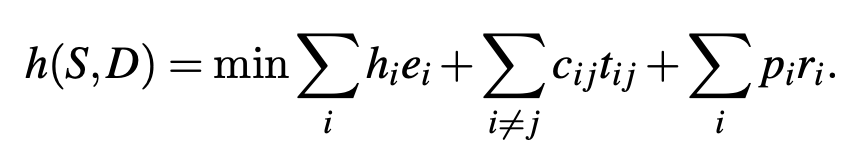 h(S,D) = min ∑_i h_i e_i + ∑_{i≠j} c_{ij} t_{ij} + ∑_i p_i r_i.